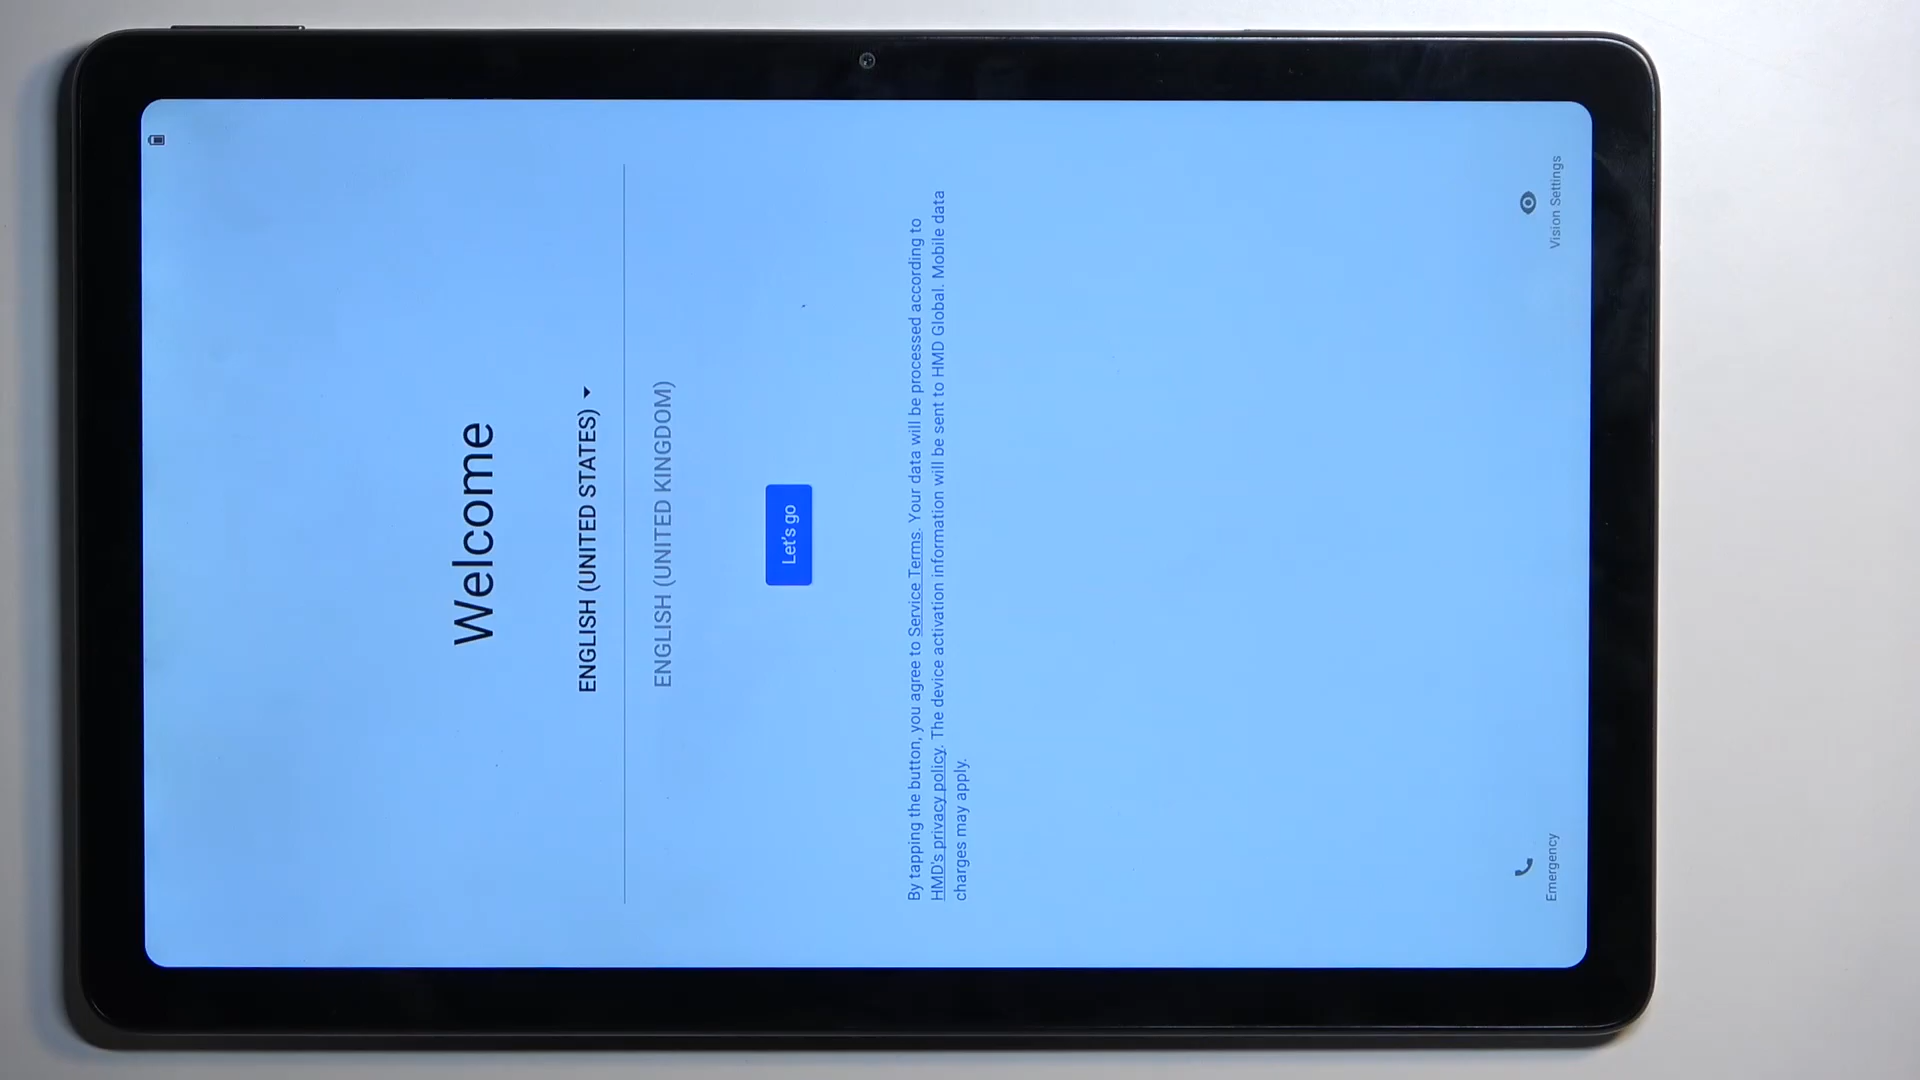 Welcome
ENGLISH (UNITED STATES)
ENGLISH (UNITED KINGDOM)
Let's go
By tapping the button, you agree to Service Terms. Your data will be processed according to
HMD's privacy policy. The device activation information will be sent to HMD Global. Mobile data
charges may apply.
Emergency
Vision Settings